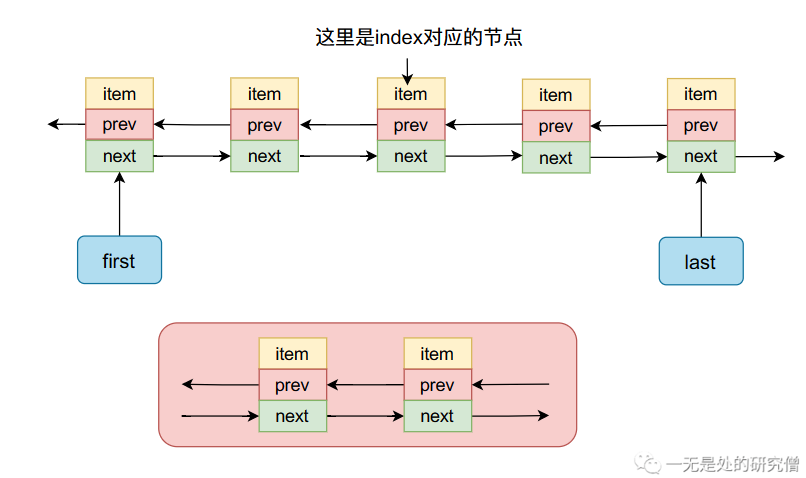 这里是index对应的节点
item item item item item
prev prev prev prev prev
next next next next next
first last
item item
prev prev
next next
一无是处的研究僧